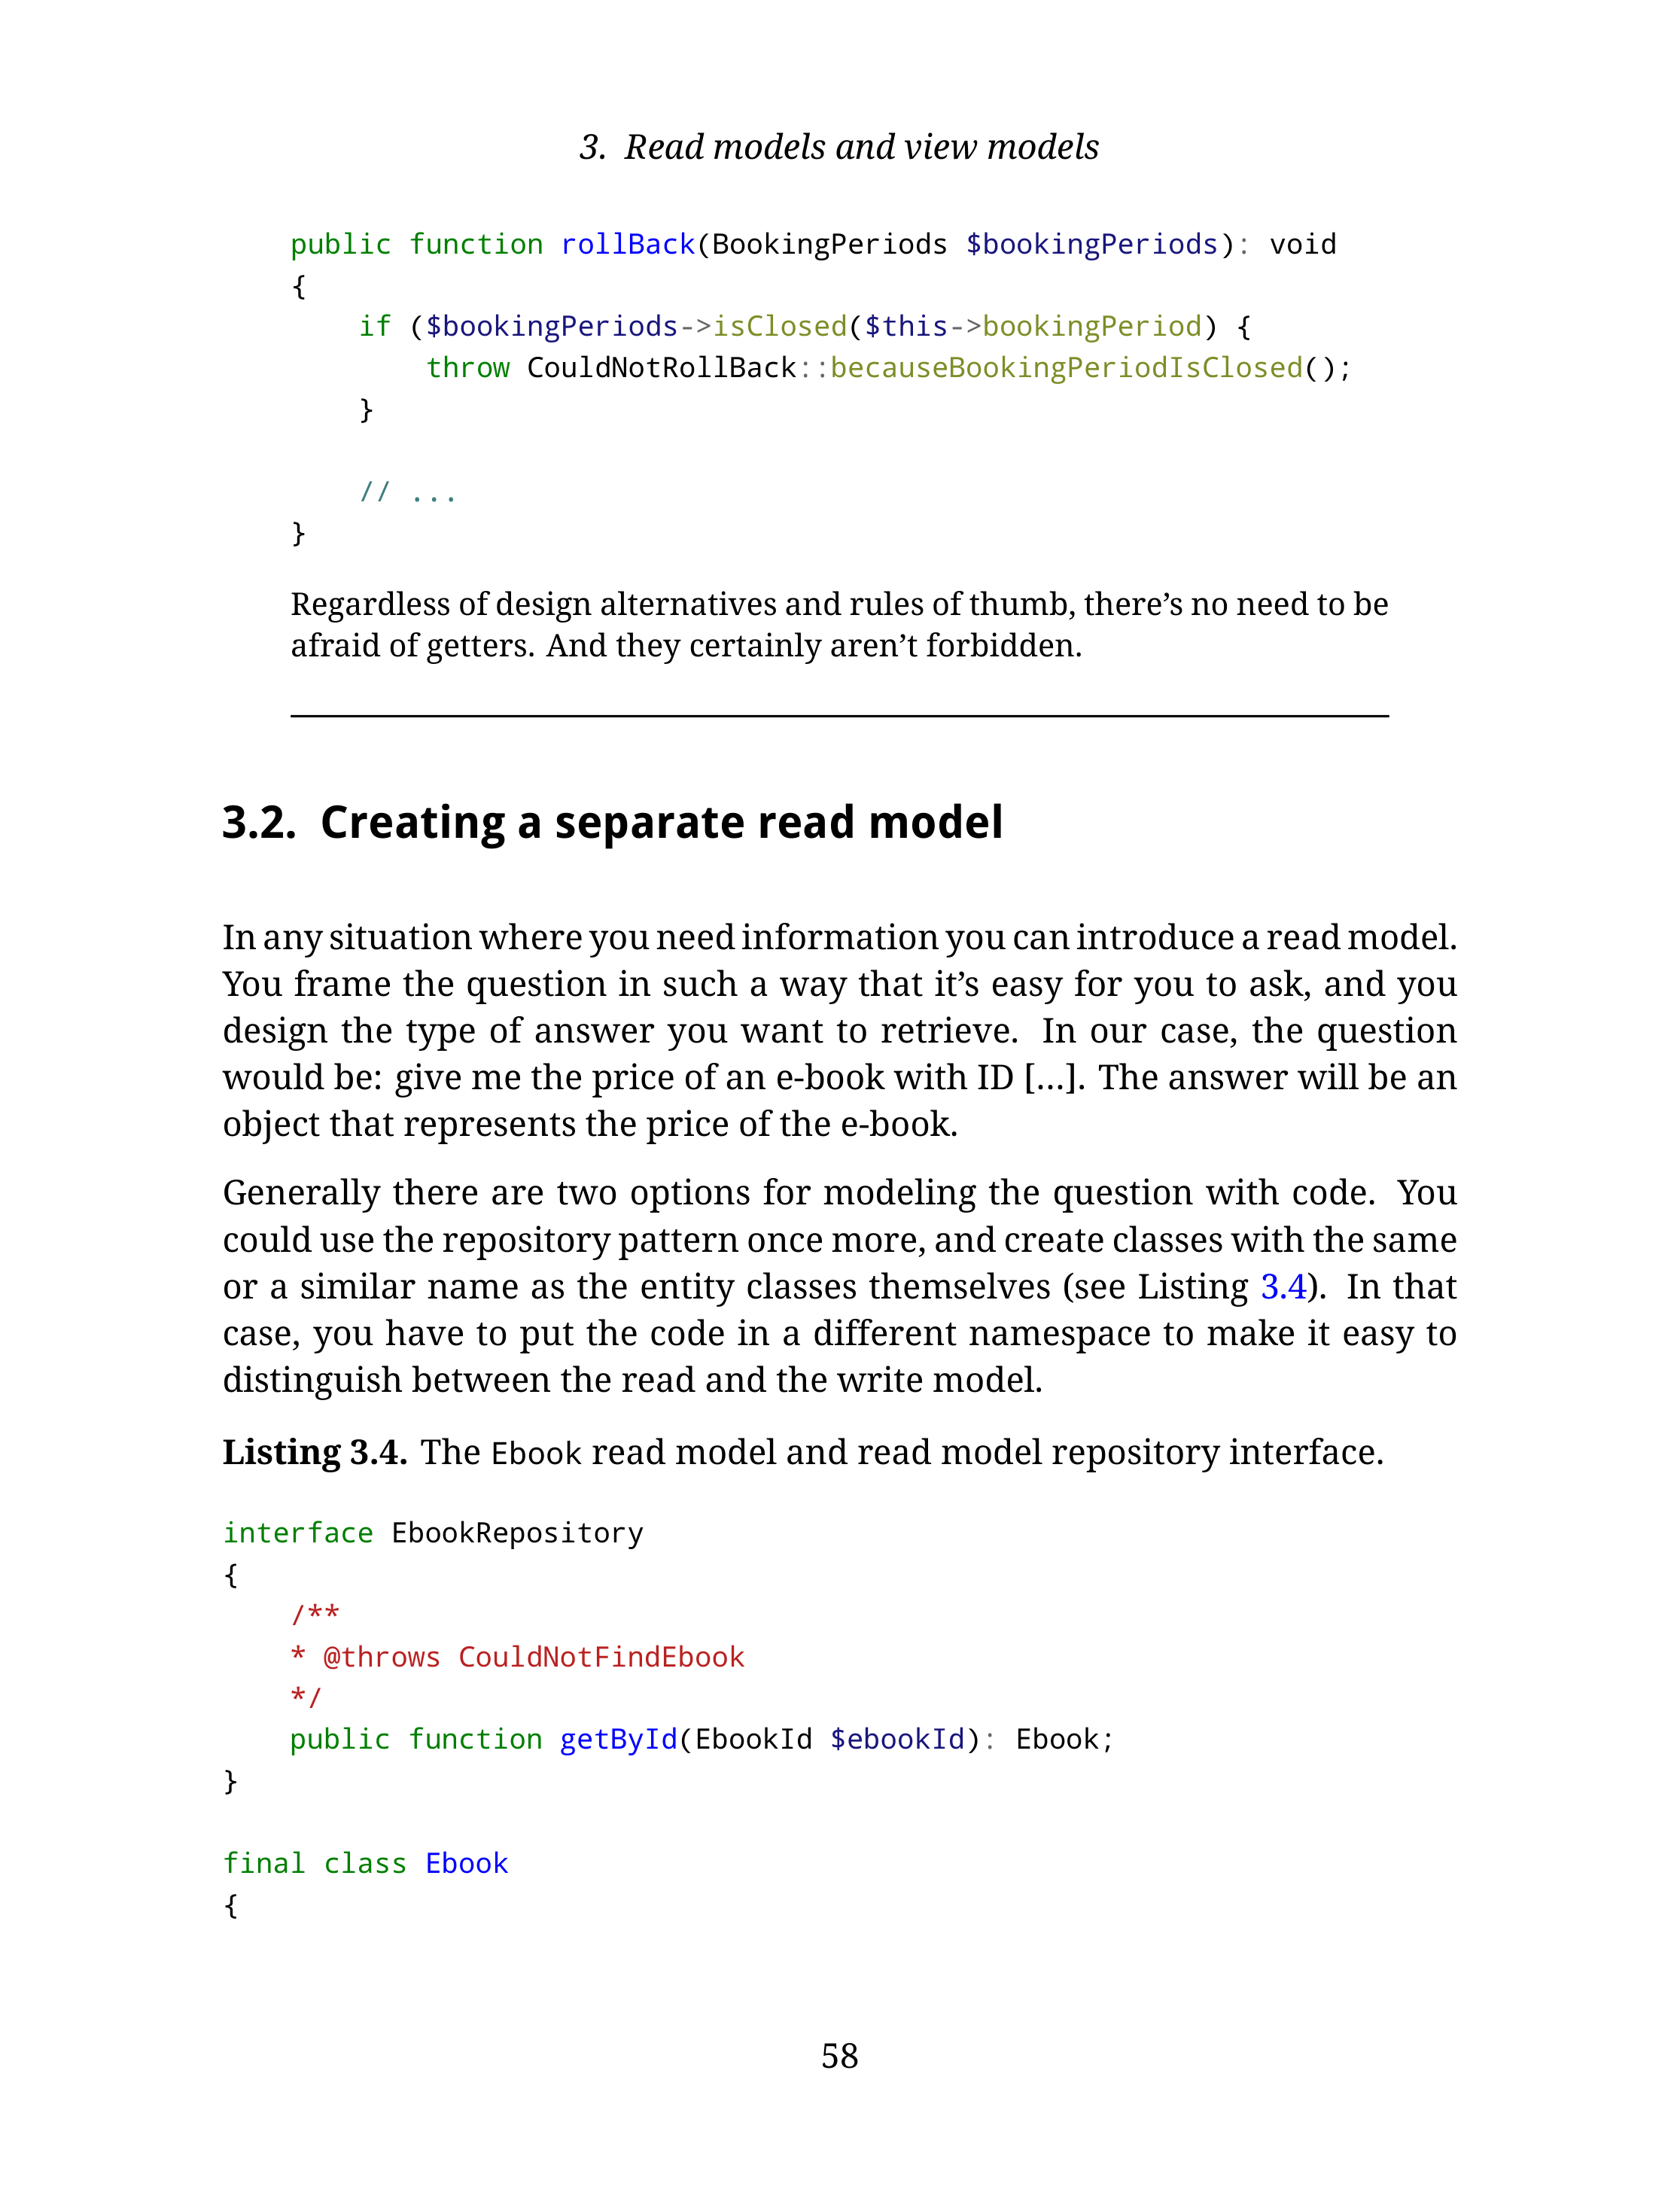 3. Read models and view models
public function rollBack(BookingPeriods $bookingPeriods): void
{
    if ($bookingPeriods->isClosed($this->bookingPeriod) {
        throw CouldNotRollBack::becauseBookingPeriodIsClosed();
    }

    // ...
}
Regardless of design alternatives and rules of thumb, there’s no need to be
afraid of getters. And they certainly aren’t forbidden.
3.2. Creating a separate read model
In any situation where you need information you can introduce a read model.
You frame the question in such a way that it’s easy for you to ask, and you
design the type of answer you want to retrieve. In our case, the question
would be: give me the price of an e-book with ID […]. The answer will be an
object that represents the price of the e-book.
Generally there are two options for modeling the question with code. You
could use the repository pattern once more, and create classes with the same
or a similar name as the entity classes themselves (see Listing 3.4). In that
case, you have to put the code in a different namespace to make it easy to
distinguish between the read and the write model.
Listing 3.4. The Ebook read model and read model repository interface.
interface EbookRepository
{
    /**
    * @throws CouldNotFindEbook
    */
    public function getById(EbookId $ebookId): Ebook;
}

final class Ebook
{
58